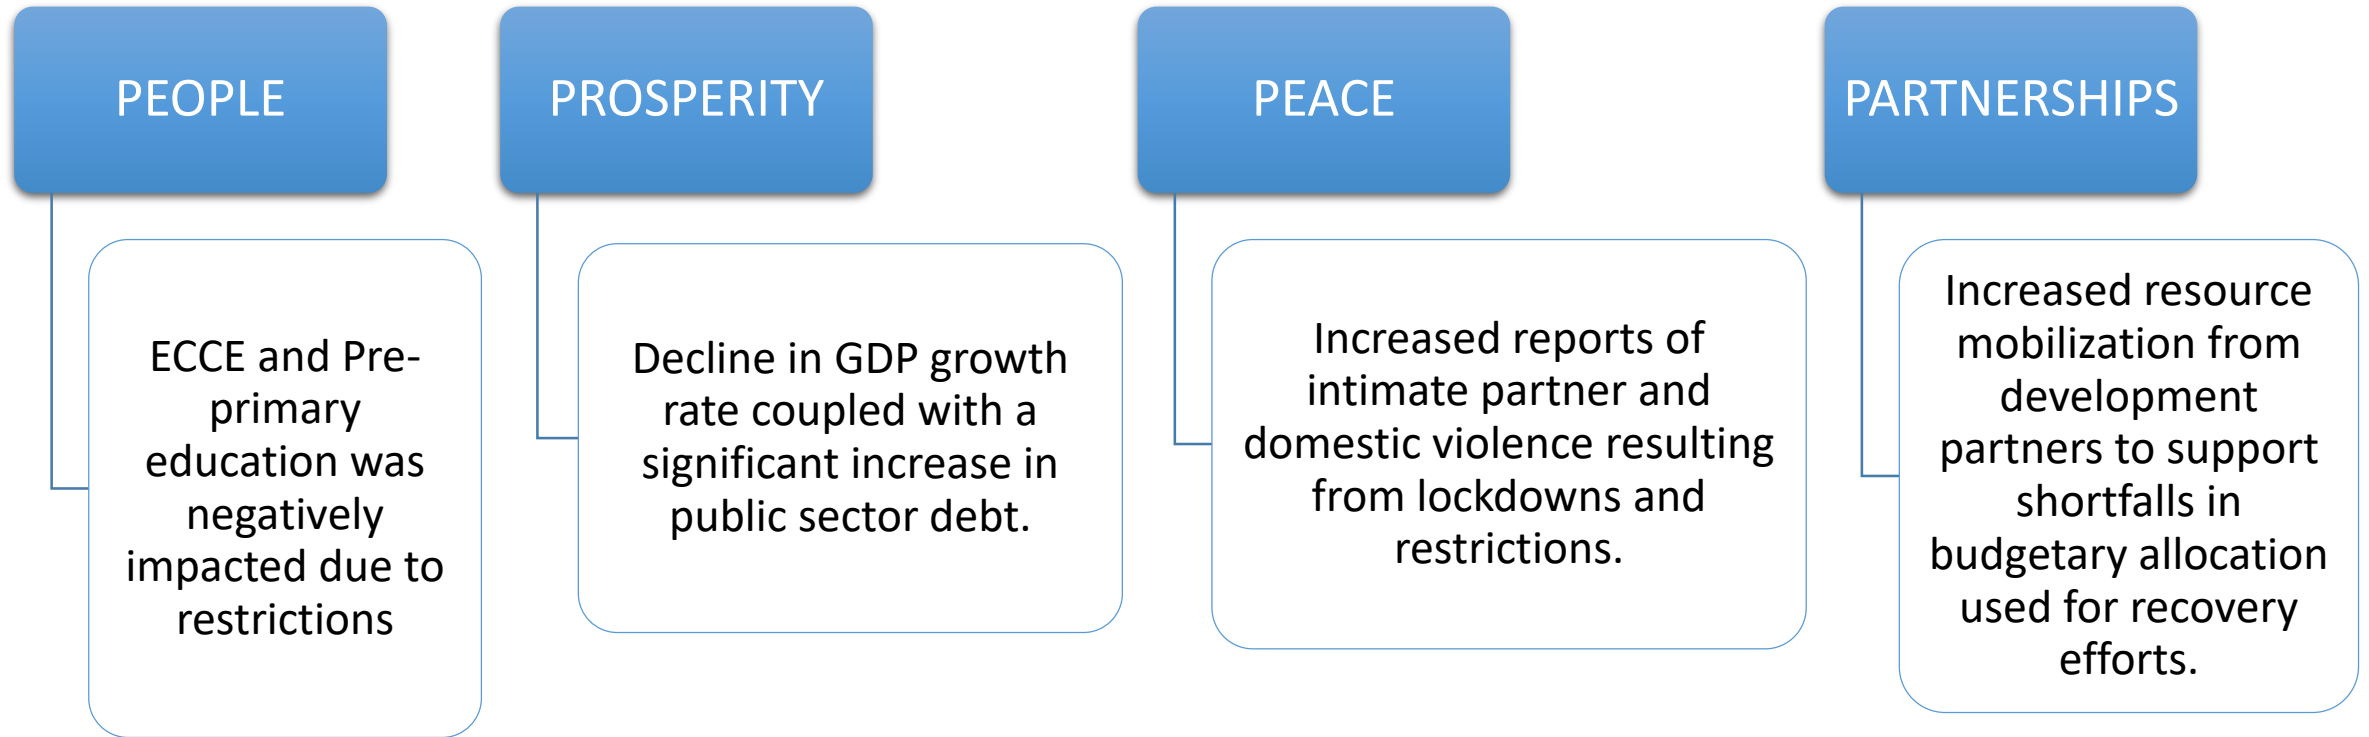 PEOPLE
ECCE and Pre-
primary
education was
negatively
impacted due to
restrictions
PROSPERITY
Decline in GDP growth
rate coupled with a
significant increase in
public sector debt.
PEACE
Increased reports of
intimate partner and
domestic violence resulting
from lockdowns and
restrictions.
PARTNERSHIPS
Increased resource
mobilization from
development
partners to support
shortfalls in
budgetary allocation
used for recovery
efforts.